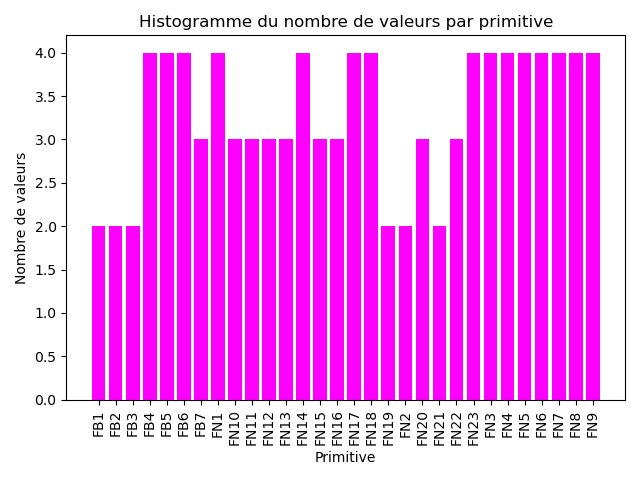 Histogramme du nombre de valeurs par primitive
Nombre de valeurs
4.0
3.5
3.0
2.5
2.0
1.5
1.0
0.5
0.0
FB1
FB2
FB3
FB4
FB5
FB6
FB7
FN1
FN10
FN11
FN12
FN13
FN14
FN15
FN16
FN17
FN18
FN19
FN2
FN20
FN21
FN22
FN23
FN3
FN4
FN5
FN6
FN7
FN8
FN9
Primitive